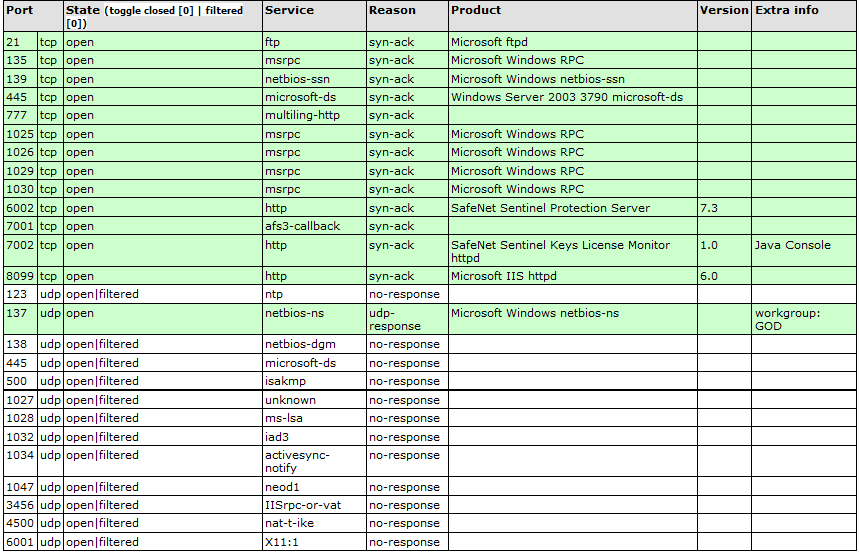 Port State (toggle closed [0] | filtered Service Reason Product Version Extra info
[0])
21 tcp open ftp syn-ack Microsoft ftpd
135 tcp open msrpc syn-ack Microsoft Windows RPC
139 tcp open netbios-ssn syn-ack Microsoft Windows netbios-ssn
445 tcp open microsoft-ds syn-ack Windows Server 2003 3790 microsoft-ds
777 tcp open multiling-http syn-ack
1025 tcp open msrpc syn-ack Microsoft Windows RPC
1026 tcp open msrpc syn-ack Microsoft Windows RPC
1029 tcp open msrpc syn-ack Microsoft Windows RPC
1030 tcp open msrpc syn-ack Microsoft Windows RPC
6002 tcp open http syn-ack SafeNet Sentinel Protection Server 7.3
7001 tcp open afs3-callback syn-ack
7002 tcp open http syn-ack SafeNet Sentinel Keys License Monitor 1.0 Java Console
httpd
8099 tcp open http syn-ack Microsoft IIS httpd 6.0
123 udp open|filtered ntp no-response
137 udp open netbios-ns udp- Microsoft Windows netbios-ns workgroup:
response GOD
138 udp open|filtered netbios-dgm no-response
445 udp open|filtered microsoft-ds no-response
500 udp open|filtered isakmp no-response
1027 udp open|filtered unknown no-response
1028 udp open|filtered ms-lsa no-response
1032 udp open|filtered iad3 no-response
1034 udp open|filtered activesync- no-response
notify
1047 udp open|filtered neod1 no-response
3456 udp open|filtered IISrpc-or-vat no-response
4500 udp open|filtered nat-t-ike no-response
6001 udp open|filtered X11:1 no-response